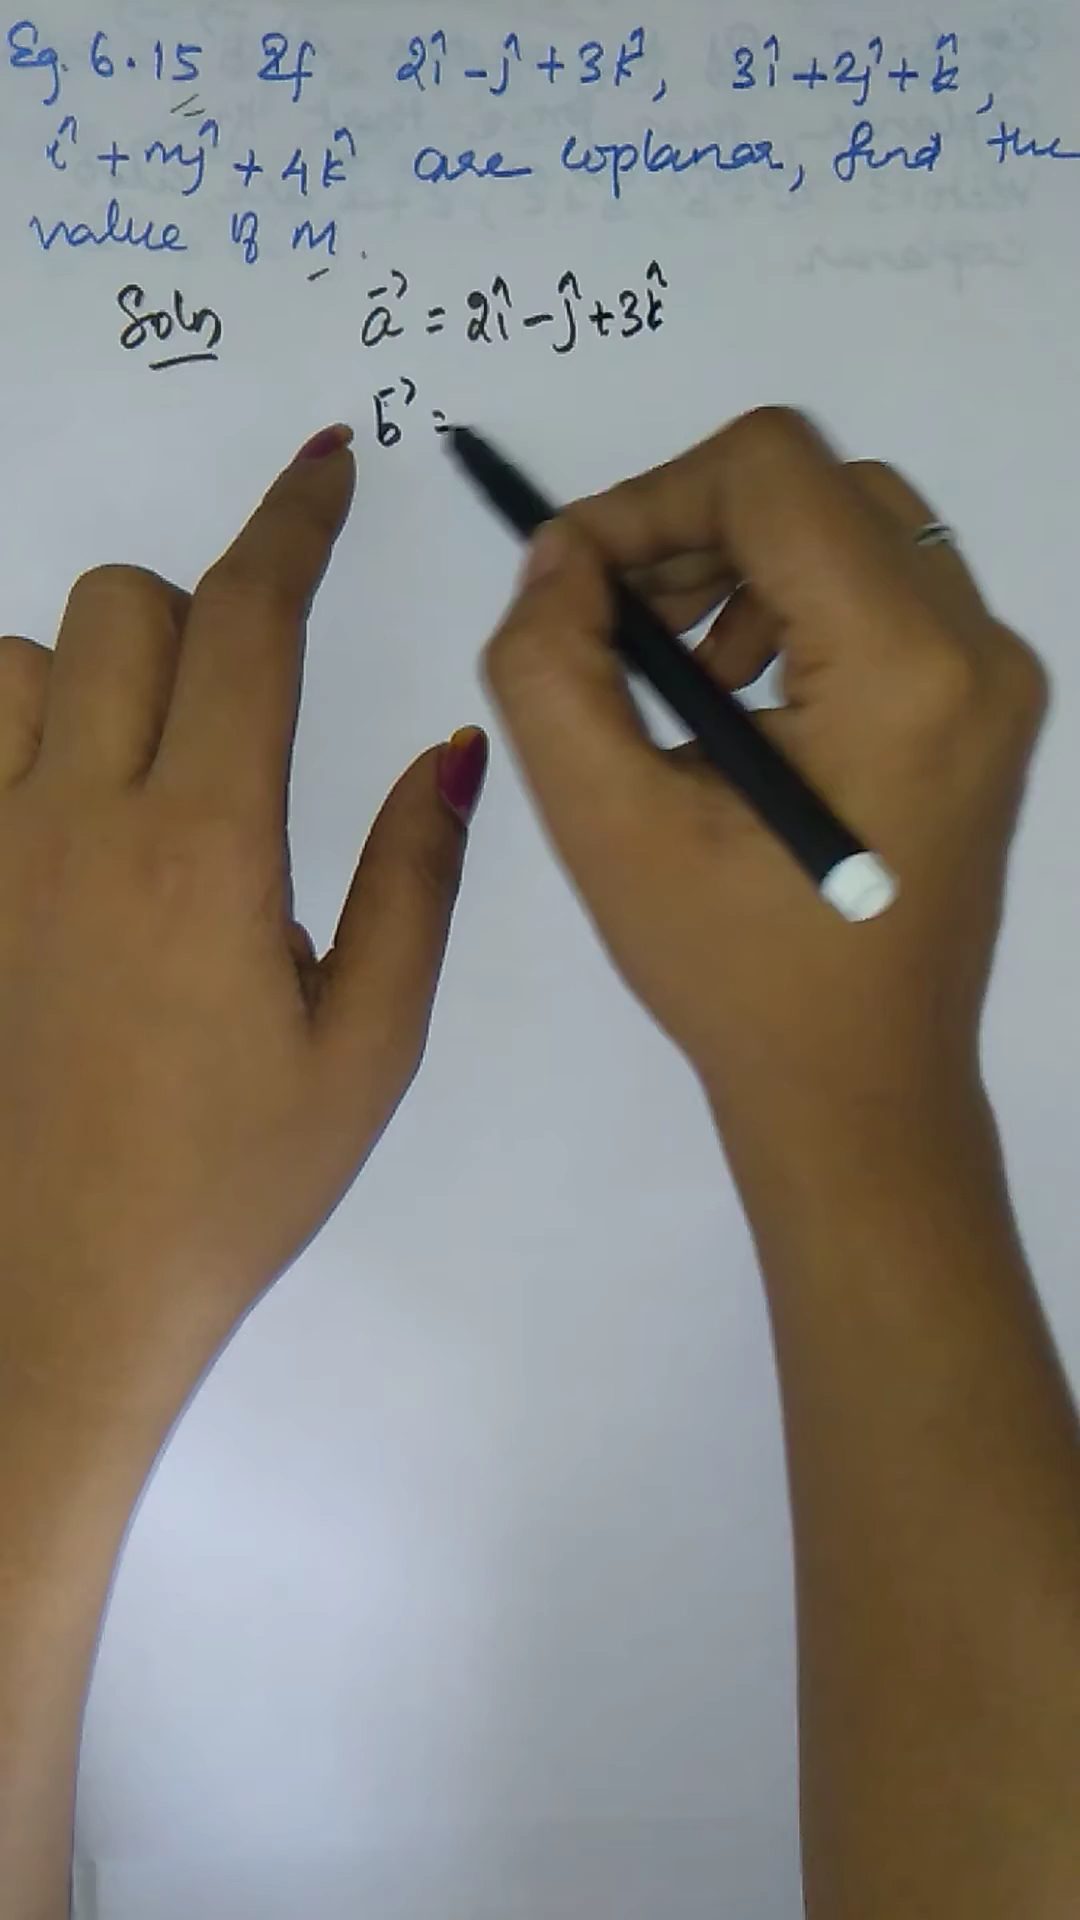 Eg. 6.15 If 2î - ĵ + 3k̂, 3î + 2ĵ + k̂,
î + mĵ + 4k̂ are coplanar, find the
value of m.
Soln a⃗ = 2î - ĵ + 3k̂
b⃗ =